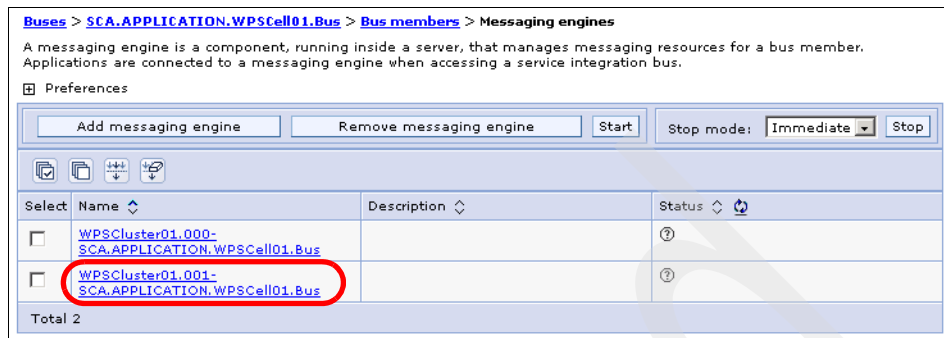 Buses > SCA.APPLICATION.WPSCell01.Bus > Bus members > Messaging engines
A messaging engine is a component, running inside a server, that manages messaging resources for a bus member.
Applications are connected to a messaging engine when accessing a service integration bus.
Preferences
Add messaging engine Remove messaging engine Start Stop mode: Immediate Stop
Select Name Description Status
WPSCluster01.000-
SCA.APPLICATION.WPSCell01.Bus
WPSCluster01.001-
SCA.APPLICATION.WPSCell01.Bus
Total 2